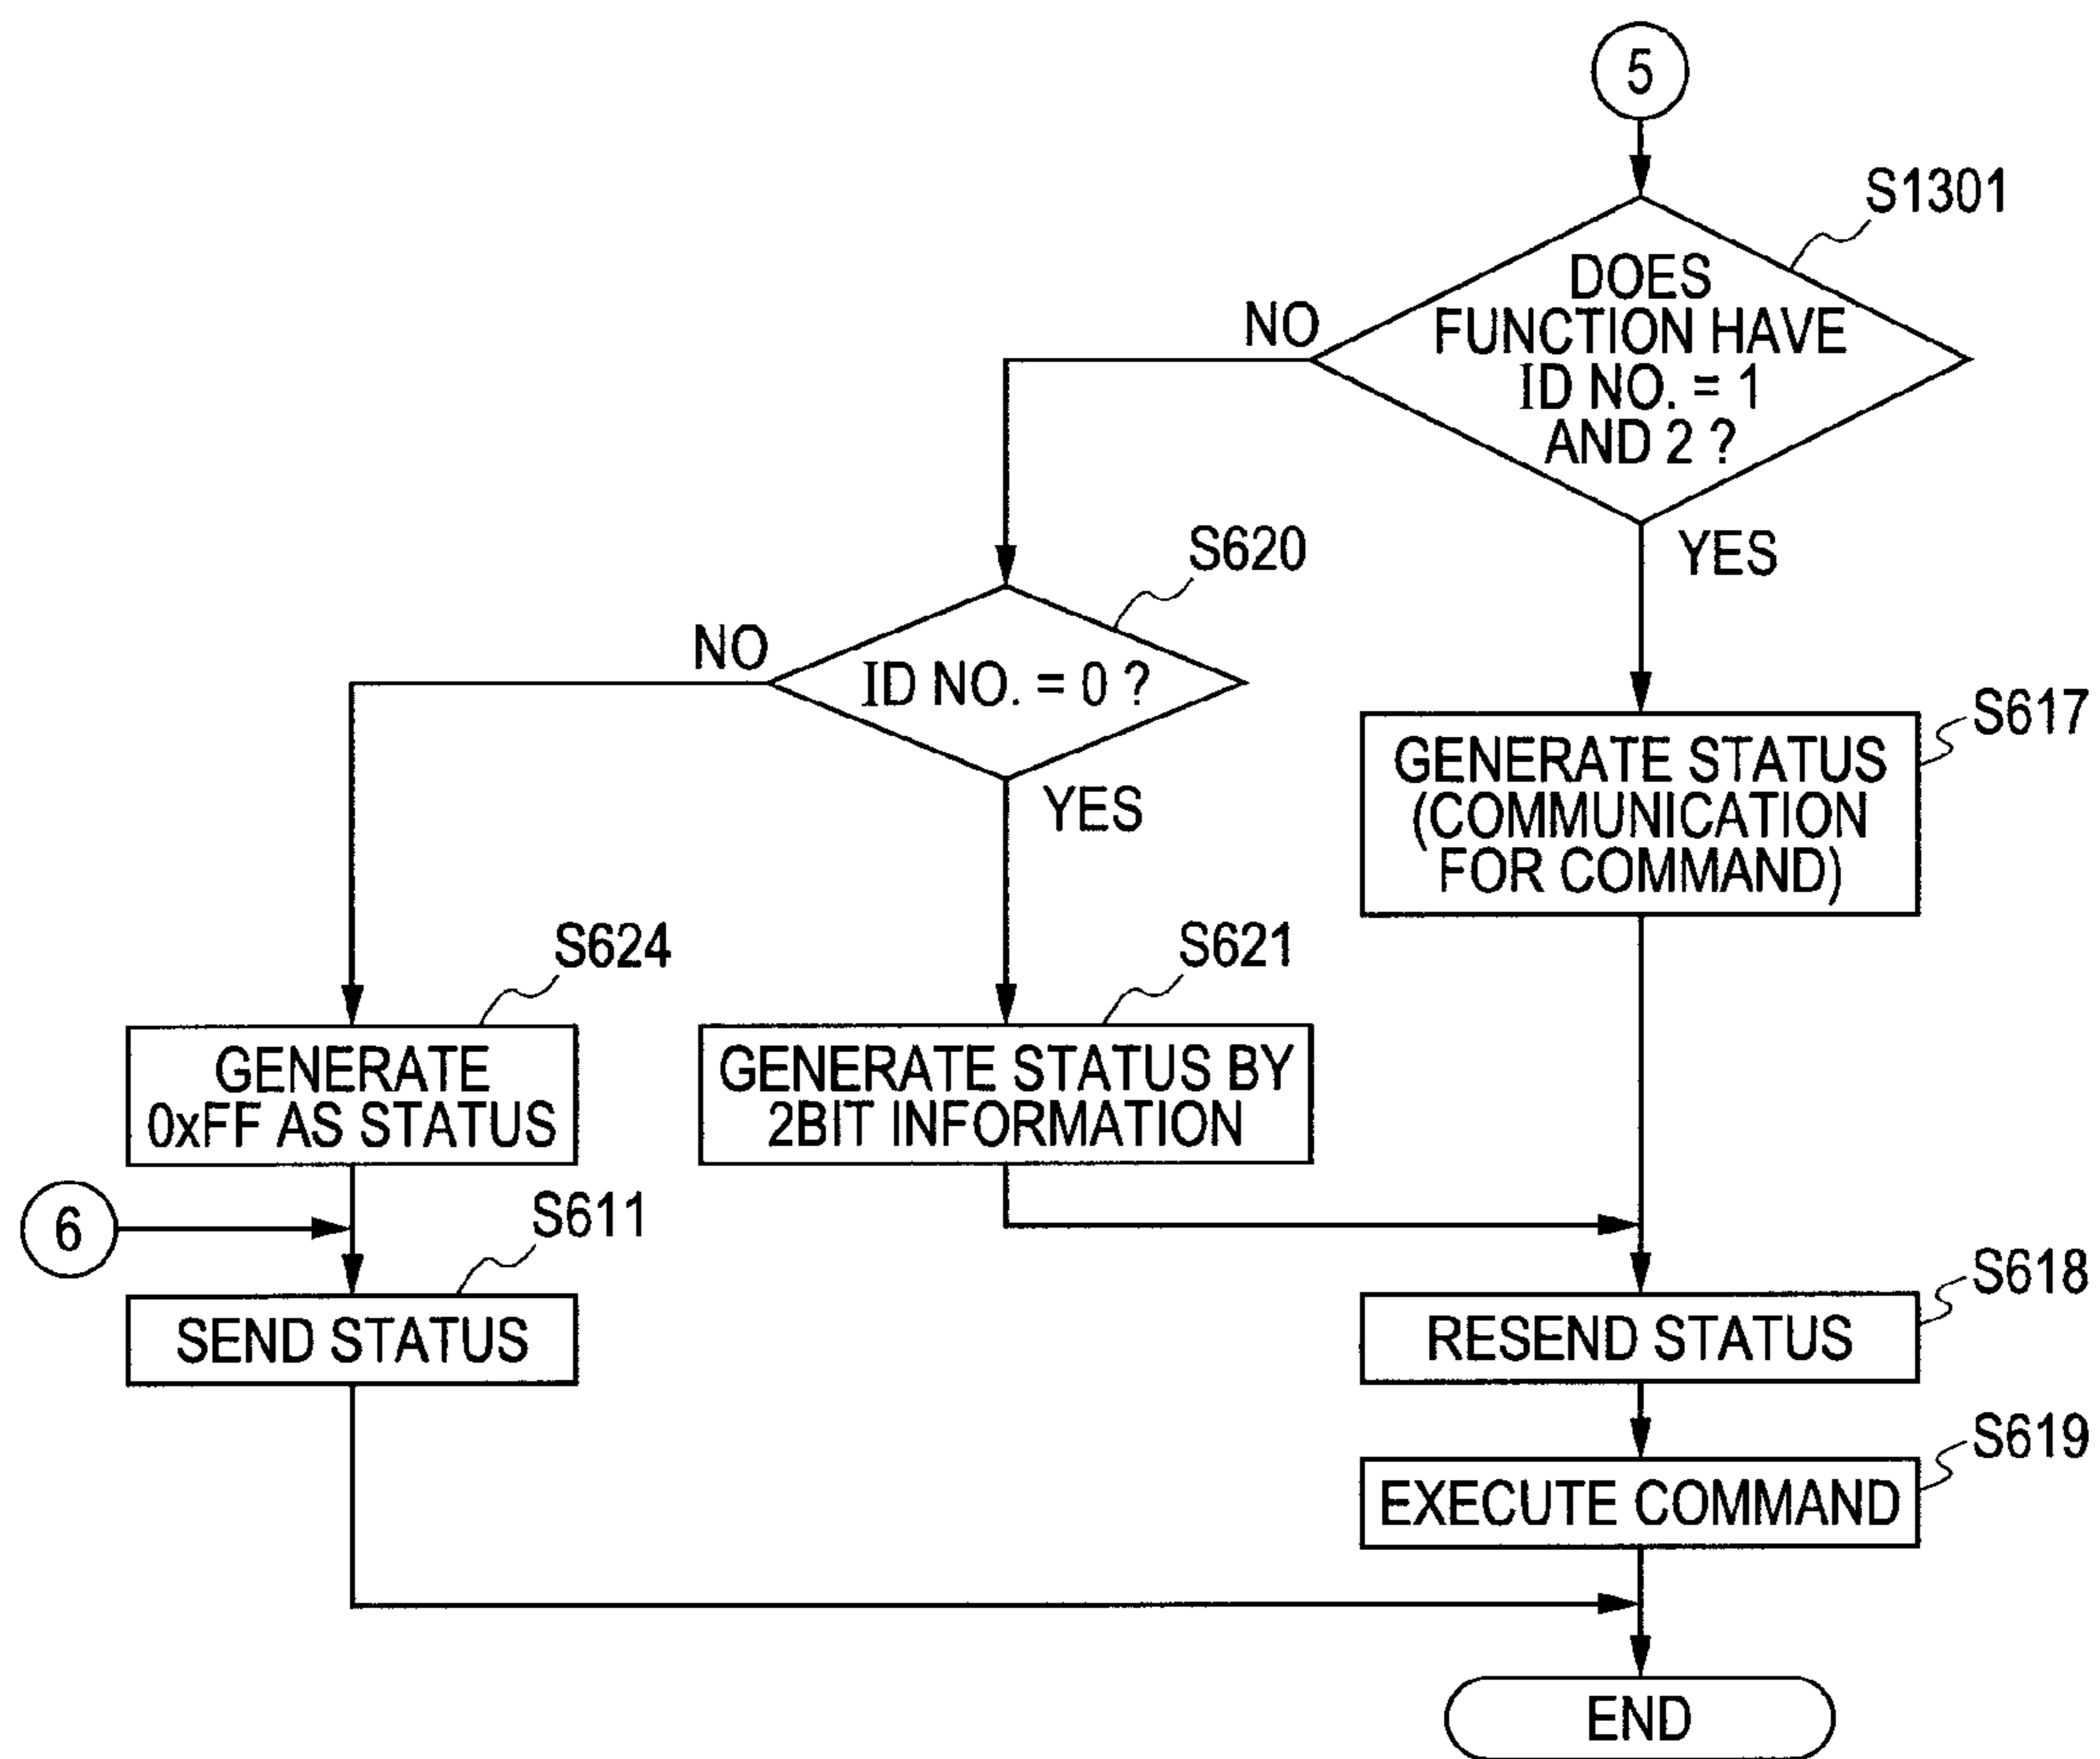 5
S1301
DOES
FUNCTION HAVE
ID NO. = 1
AND 2 ?
NO
YES
S620
ID NO. = 0 ?
NO
YES
S617
GENERATE STATUS
(COMMUNICATION
FOR COMMAND)
S624
GENERATE
0xFF AS STATUS
S621
GENERATE STATUS BY
2BIT INFORMATION
6
S611
SEND STATUS
S618
RESEND STATUS
S619
EXECUTE COMMAND
END